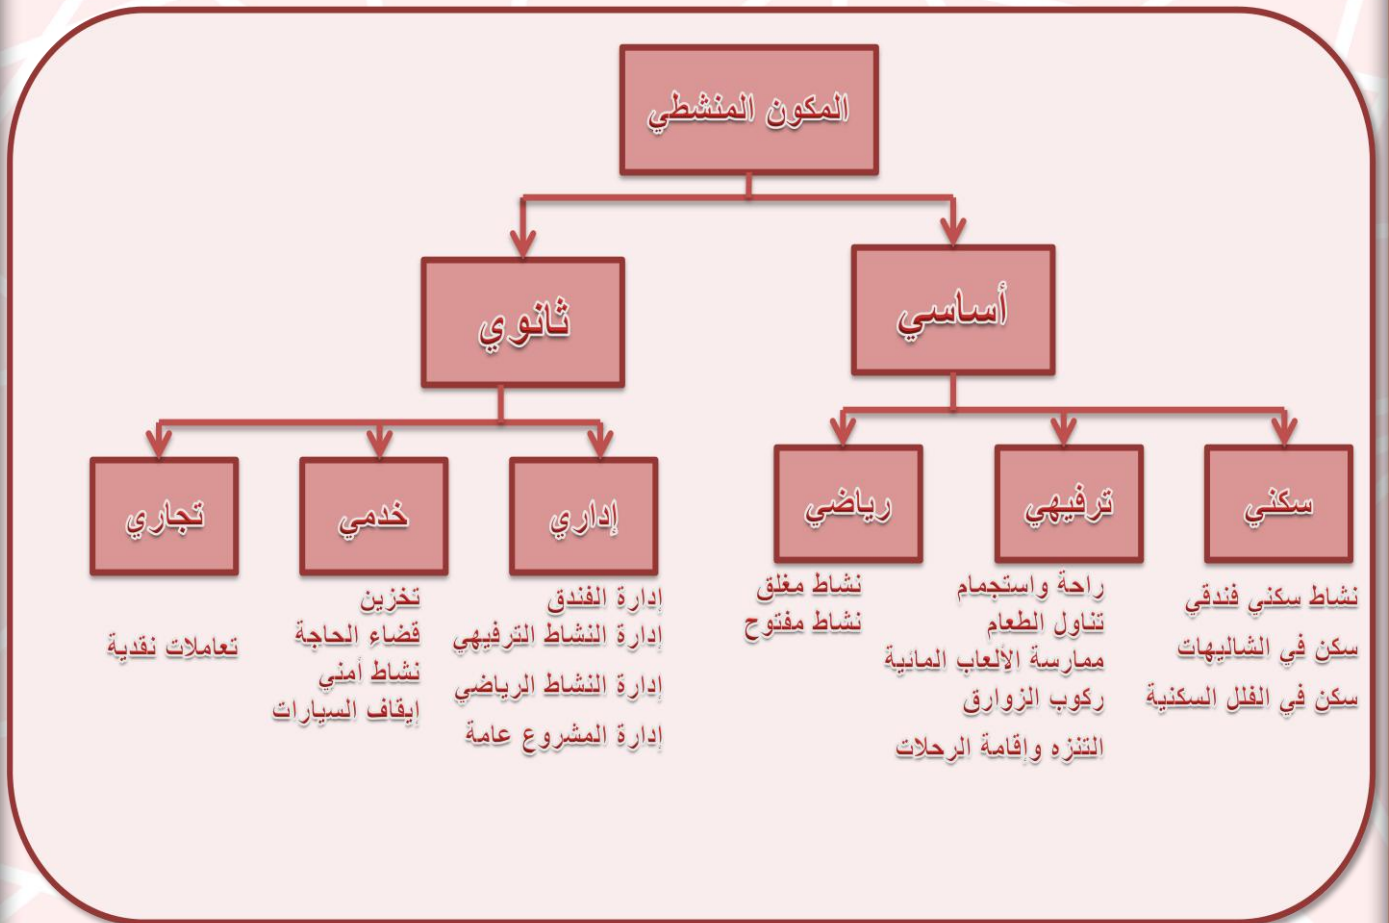 المكون المنشطي
أساسي
ثانوي
سكني
ترفيهي
رياضي
إداري
خدمي
تجاري
نشاط سكني فندقي
سكن في الشاليهات
سكن في الفلل السكنية
راحة واستجمام
تناول الطعام
ممارسة الألعاب المائية
ركوب الزوارق
التنزه وإقامة الرحلات
نشاط مغلق
نشاط مفتوح
إدارة الفندق
إدارة النشاط الترفيهي
إدارة النشاط الرياضي
إدارة المشروع عامة
تخزين
قضاء الحاجة
نشاط أمني
إيقاف السيارات
تعاملات نقدية